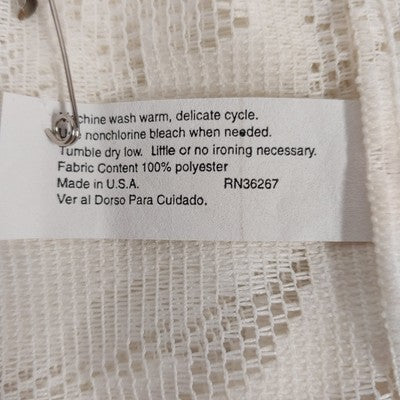 chine wash warm, delicate cycle.
nonchlorine bleach when needed.
Tumble dry low. Little or no ironing necessary.
Fabric Content 100% polyester
Made in U.S.A. RN36267
Ver al Dorso Para Cuidado.